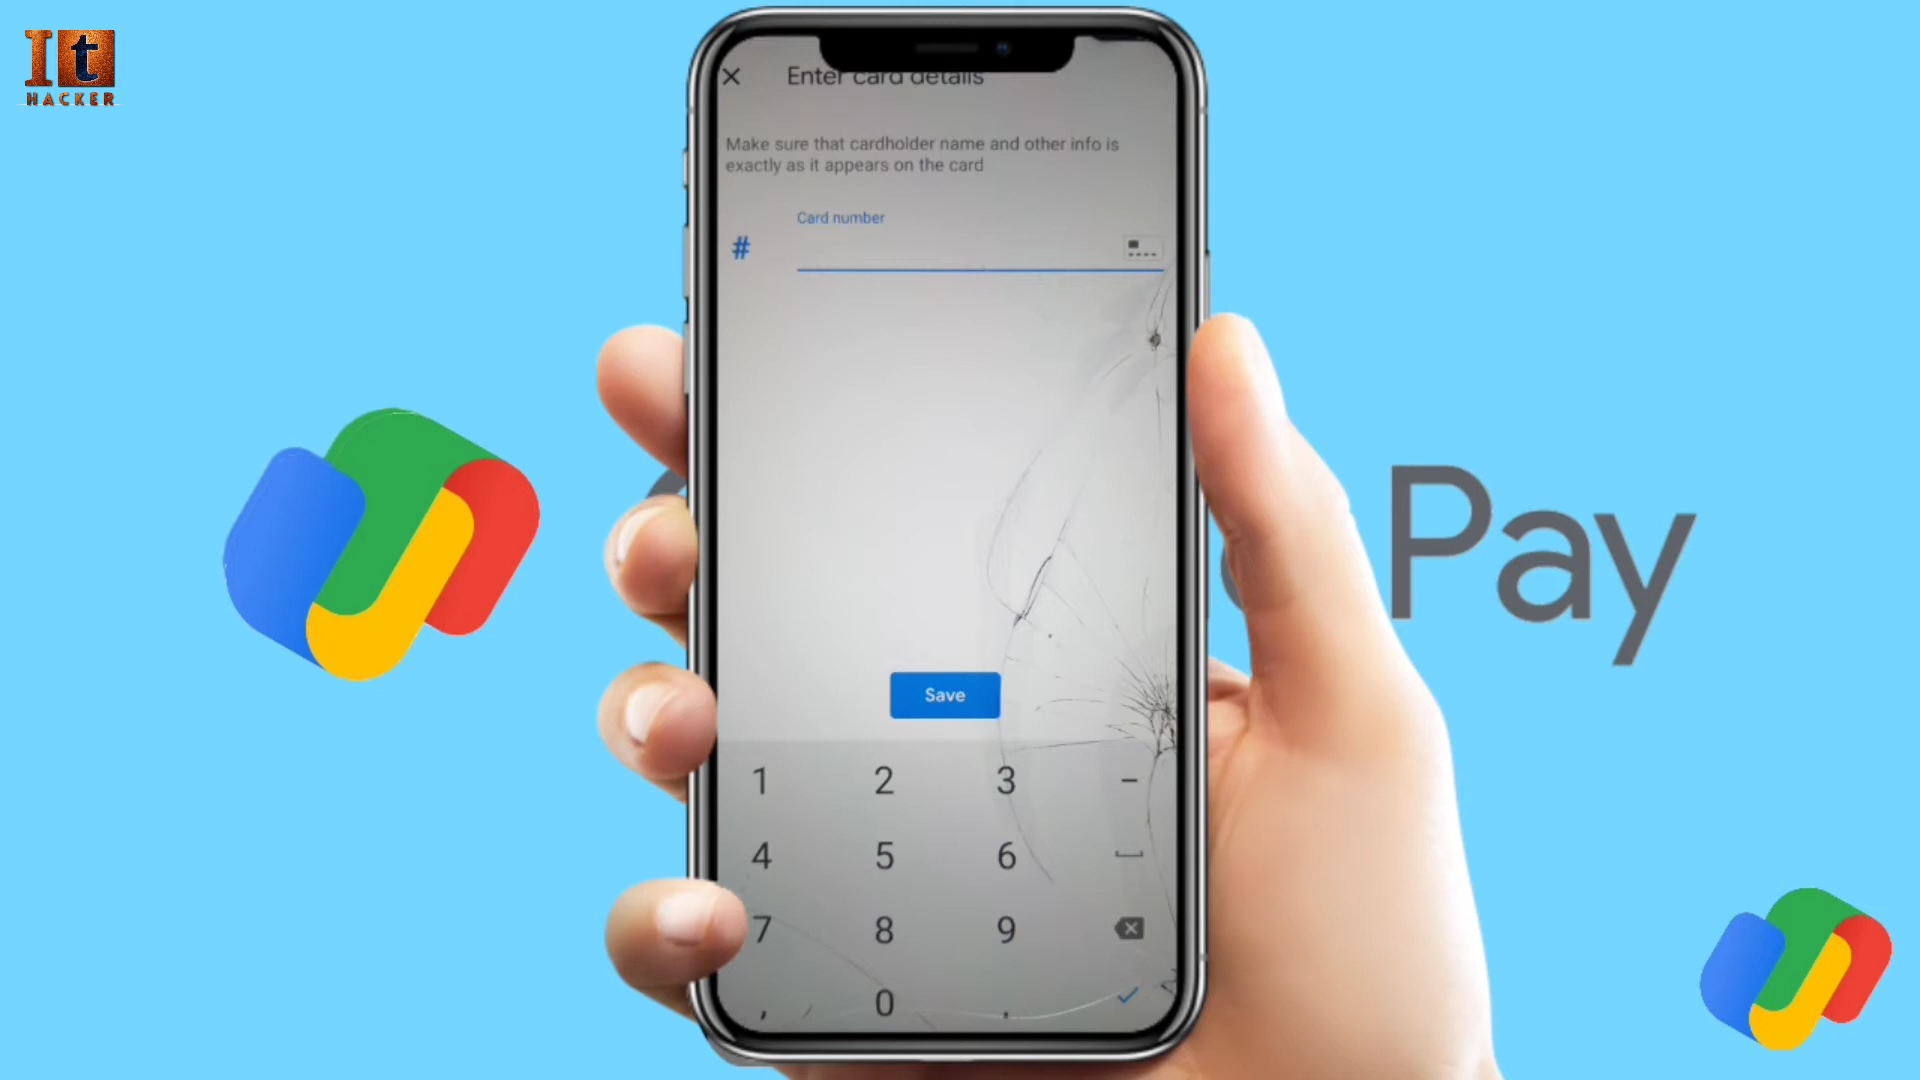 It
HACKER
Enter card details
Make sure that cardholder name and other info is
exactly as it appears on the card
Card number
#
Pay
Save
1 2 3 -
4 5 6
7 8 9
, 0 .